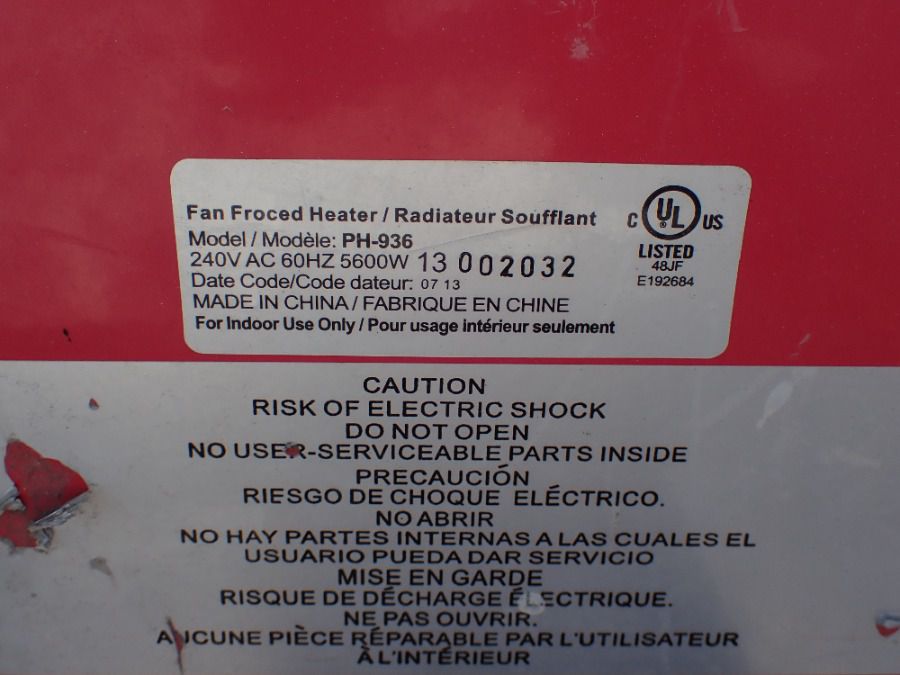 Fan Froced Heater / Radiateur Soufflant
Model / Modèle: PH-936
240V AC 60HZ 5600W 13 002032
Date Code/Code dateur: 07 13
MADE IN CHINA / FABRIQUE EN CHINE
For Indoor Use Only / Pour usage intérieur seulement
C UL US
LISTED
48JF
E192684
CAUTION
RISK OF ELECTRIC SHOCK
DO NOT OPEN
NO USER-SERVICEABLE PARTS INSIDE
PRECAUCIÓN
RIESGO DE CHOQUE ELÉCTRICO.
NO ABRIR
NO HAY PARTES INTERNAS A LAS CUALES EL
USUARIO PUEDA DAR SERVICIO
MISE EN GARDE
RISQUE DE DÉCHARGE ÉLECTRIQUE.
NE PAS OUVRIR.
AUCUNE PIÈCE RÉPARABLE PAR L'UTILISATEUR
À L'INTÉRIEUR